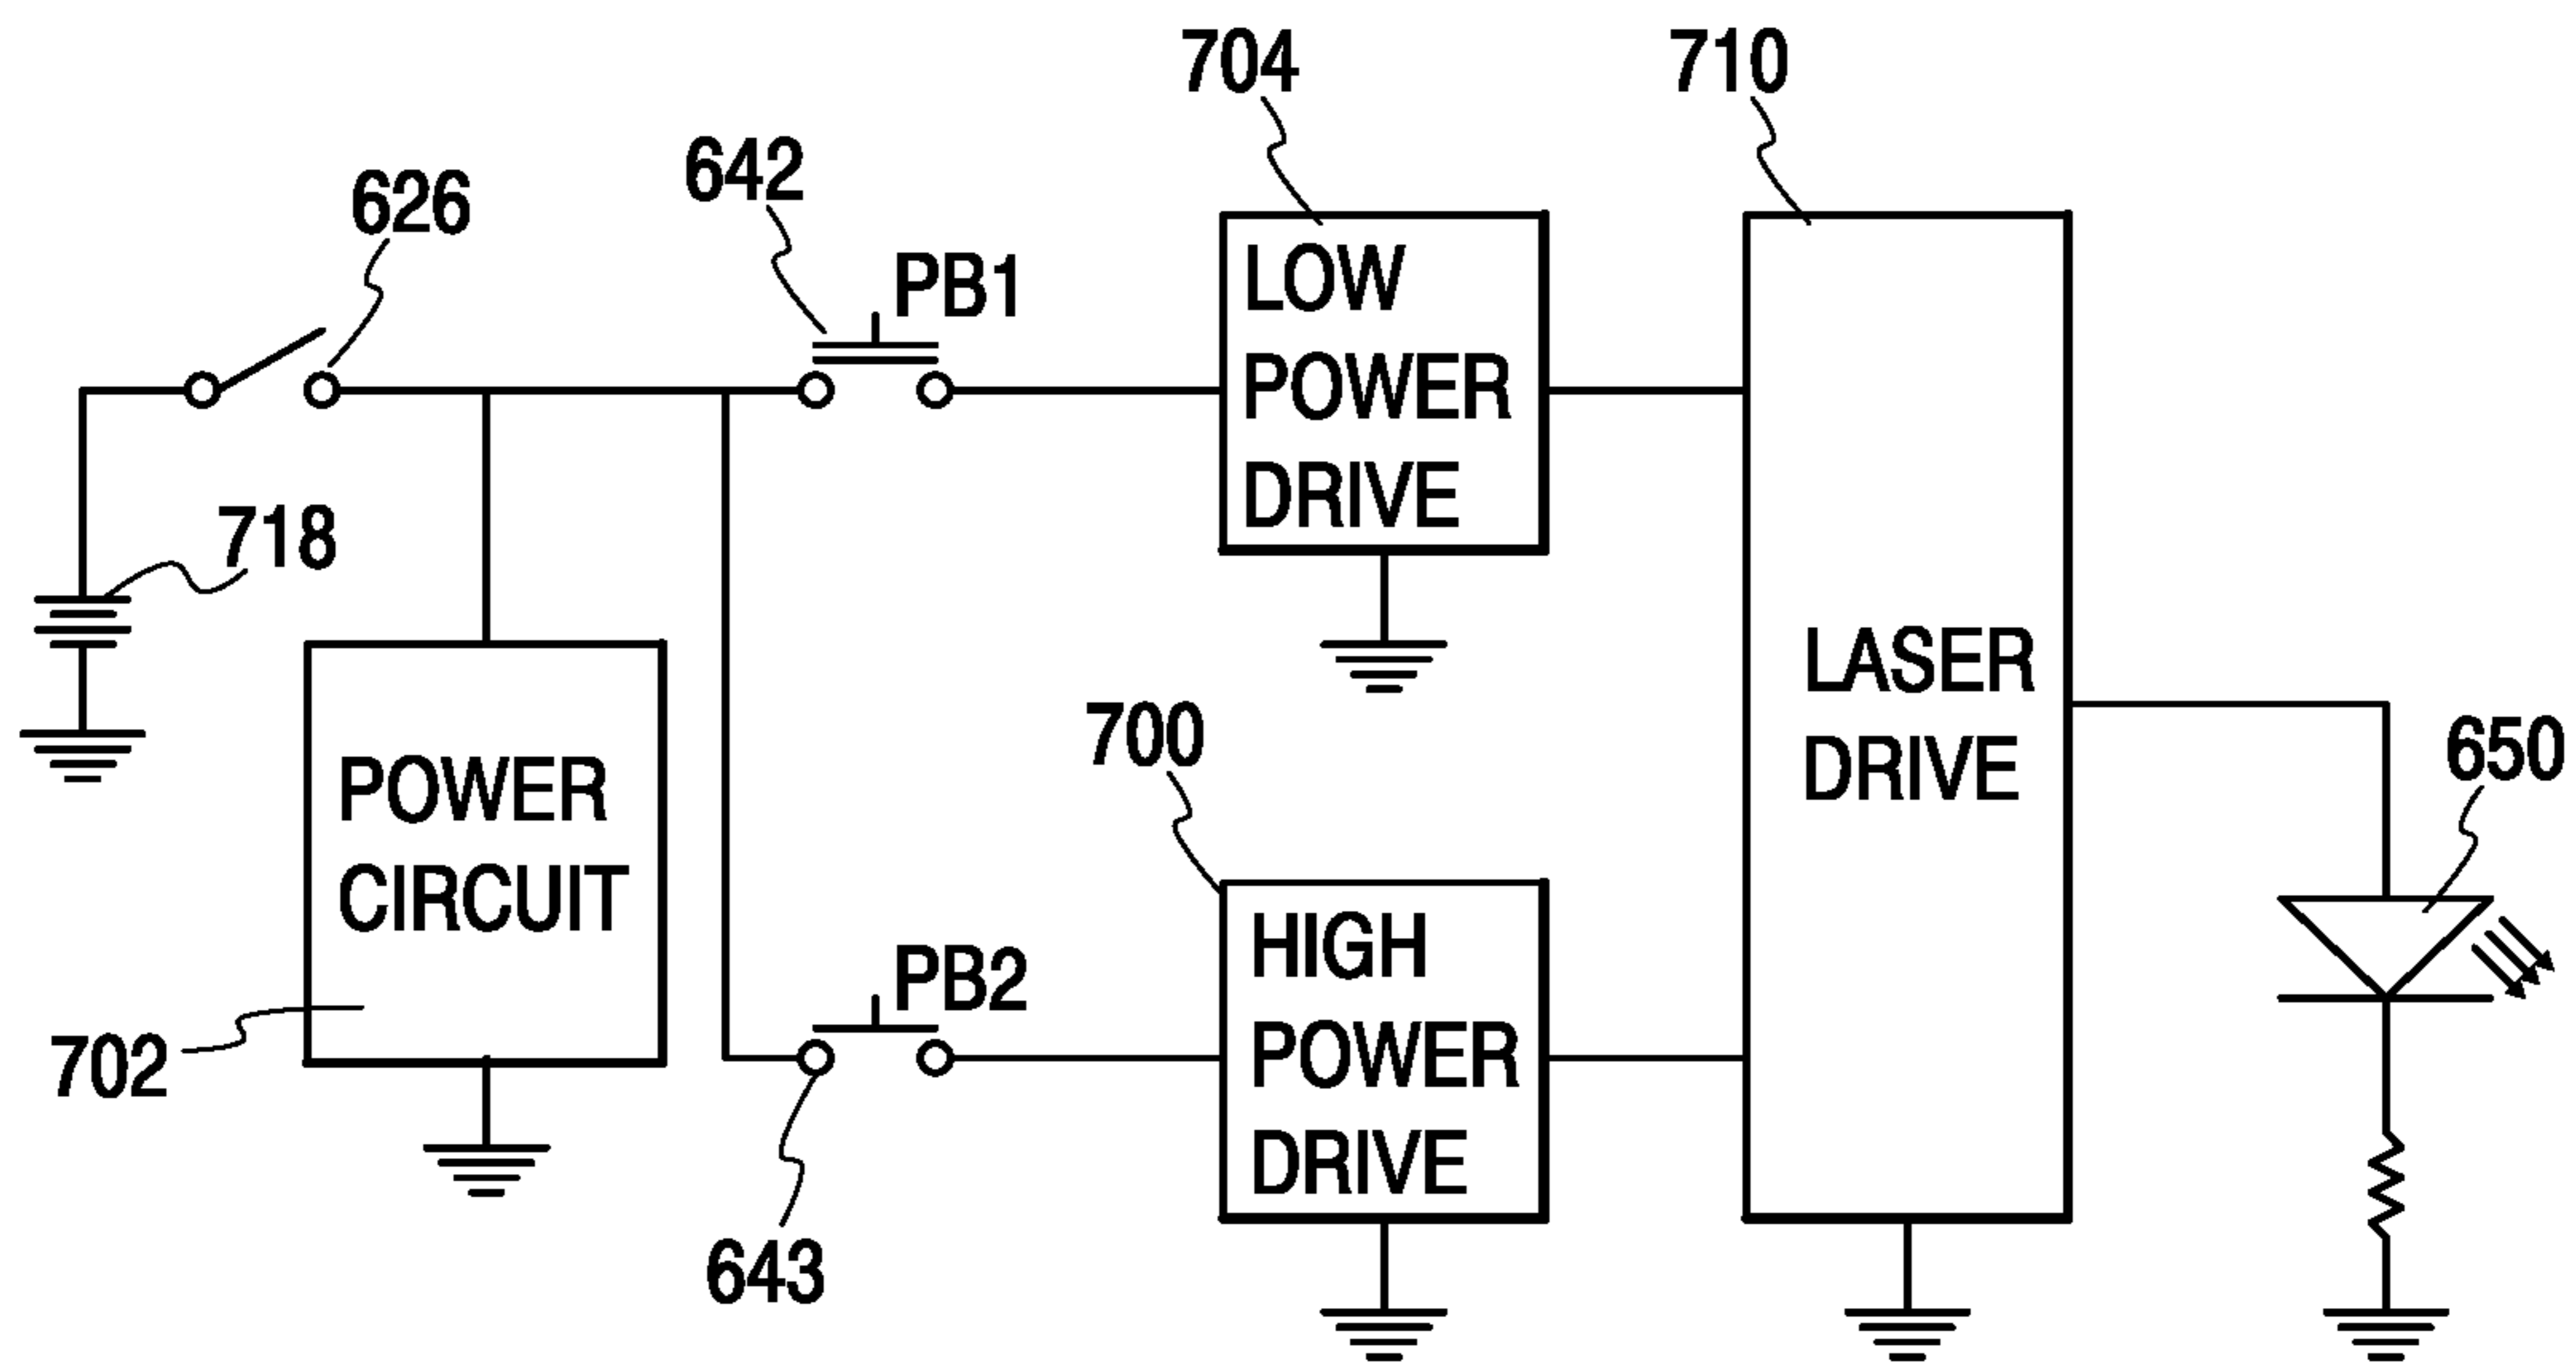 704
710
642
626
PB1
LOW
POWER
DRIVE
718
LASER
DRIVE
700
650
POWER
CIRCUIT
PB2
HIGH
POWER
DRIVE
702
643